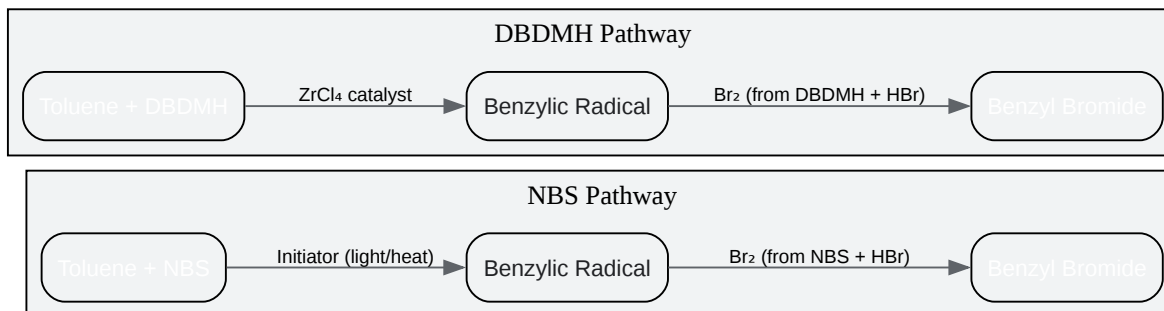 DBDMH Pathway
Toluene + DBDMH
ZrCl₄ catalyst
Benzylic Radical
Br₂ (from DBDMH + HBr)
Benzyl Bromide
NBS Pathway
Toluene + NBS
Initiator (light/heat)
Benzylic Radical
Br₂ (from NBS + HBr)
Benzyl Bromide